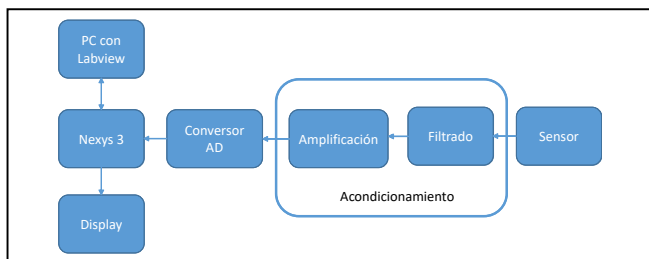 PC con
Labview
Nexys 3
Conversor
AD
Amplificación
Filtrado
Sensor
Acondicionamiento
Display